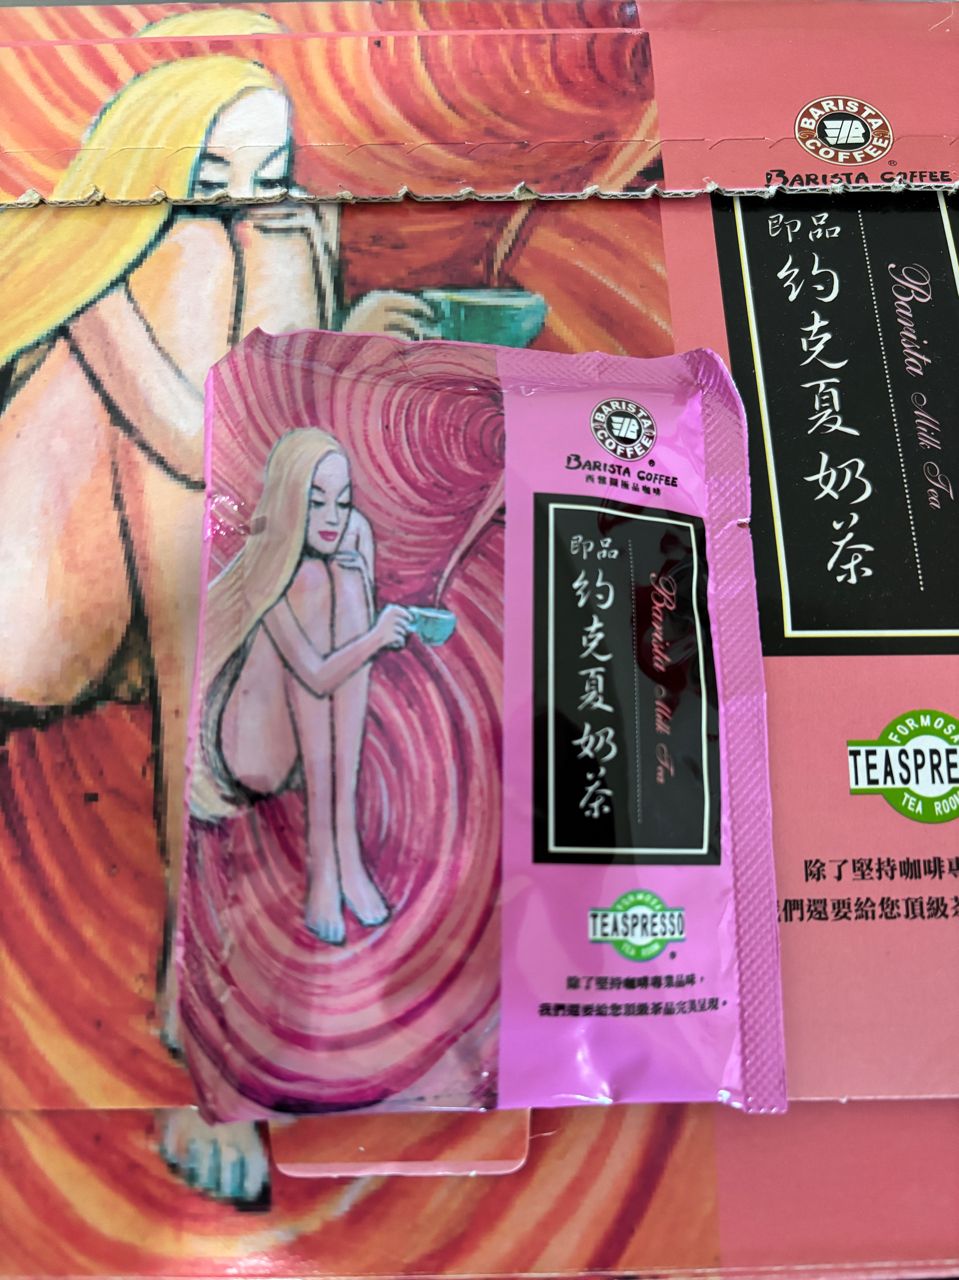 BARISTA
COFFEE
BARISTA COFFEE
即品
約克夏奶茶
Barista Milk Tea
FORMOSA
TEASPRE
TEA ROO
除了堅持咖啡專
們還要給您頂級茶
BARISTA
COFFEE
BARISTA COFFEE
西雅圖極品咖啡
即品
約克夏奶茶
Barista Milk Tea
FORMOSA
TEASPRESSO
TEA ROOM
除了堅持咖啡專業品味，
我們還要給您頂級茶品完美呈現。